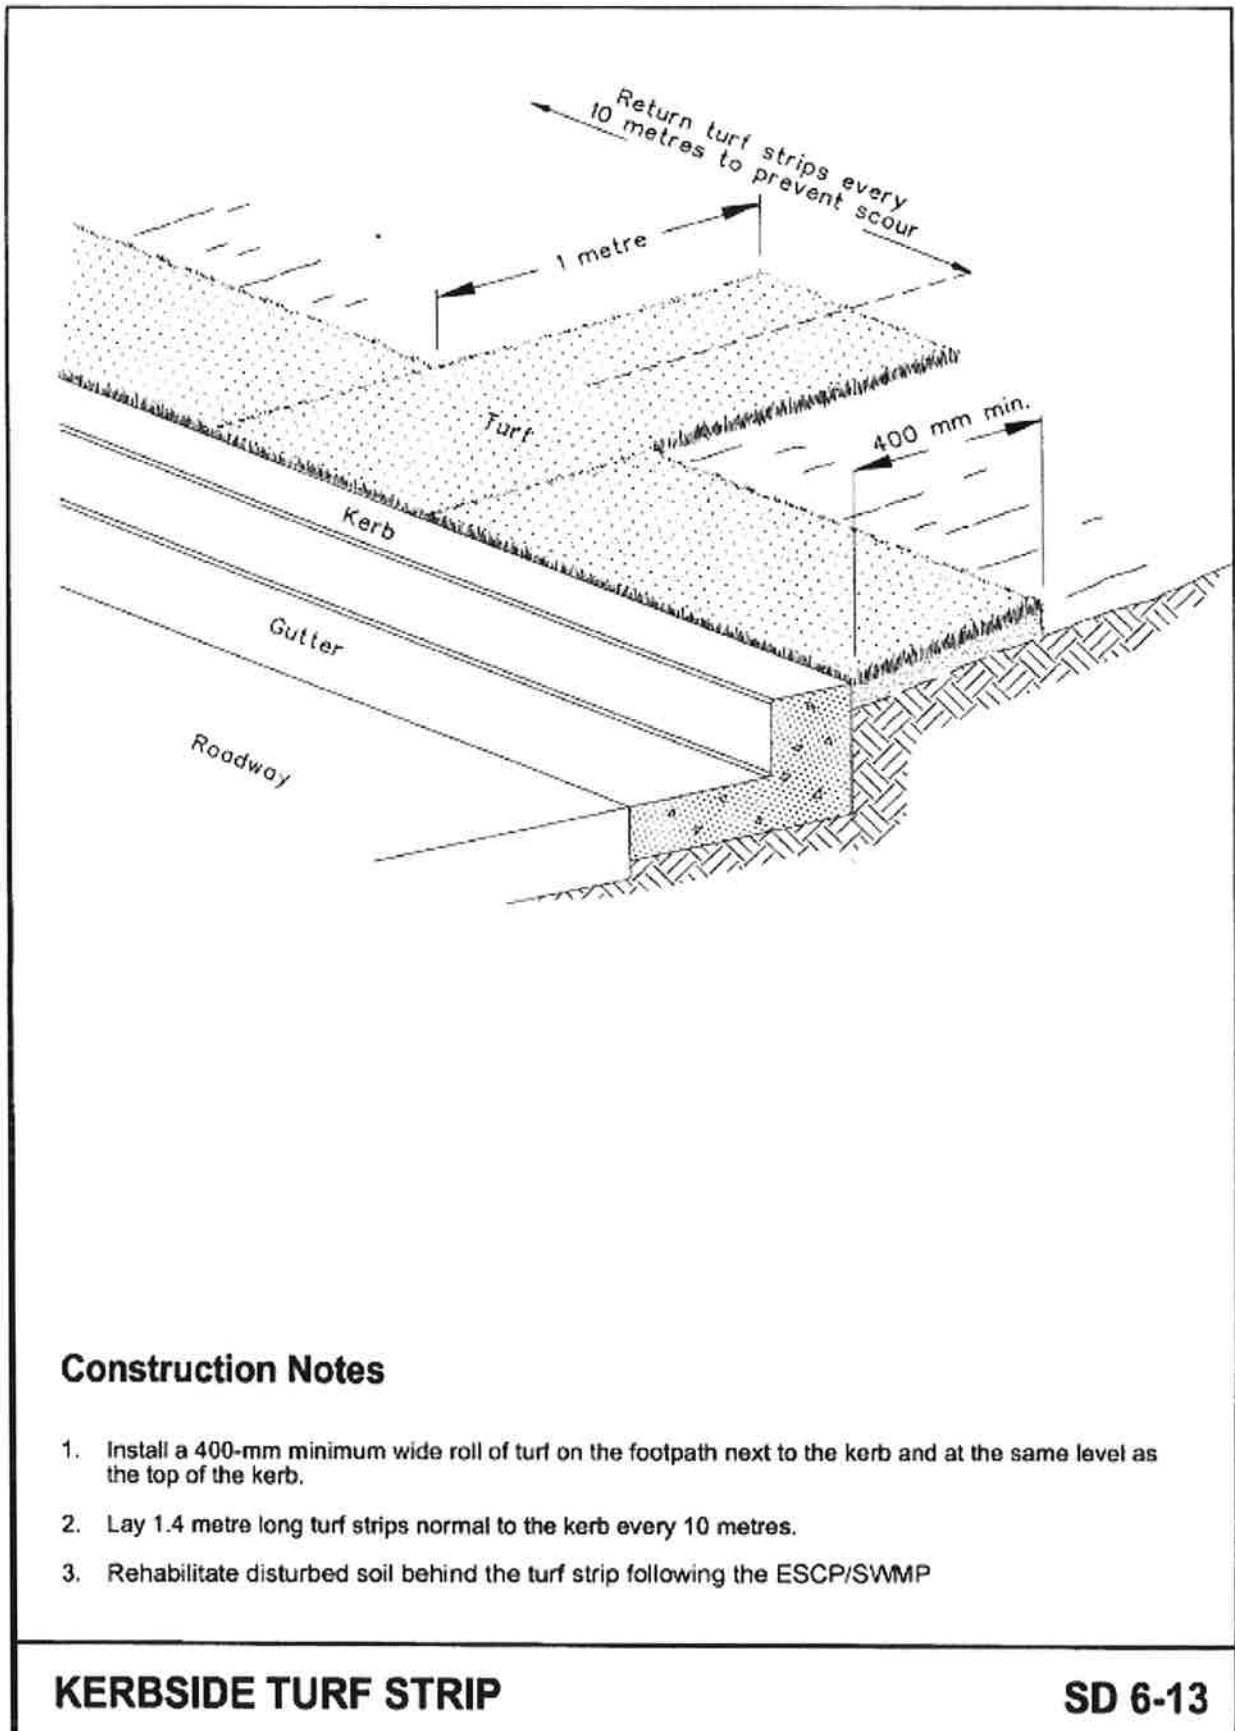 Return turf strips every
10 metres to prevent scour
1 metre
Turf
400 mm min.
Kerb
Gutter
Roadway
Construction Notes
1. Install a 400-mm minimum wide roll of turf on the footpath next to the kerb and at the same level as
the top of the kerb.
2. Lay 1.4 metre long turf strips normal to the kerb every 10 metres.
3. Rehabilitate disturbed soil behind the turf strip following the ESCP/SWMP
KERBSIDE TURF STRIP
SD 6-13